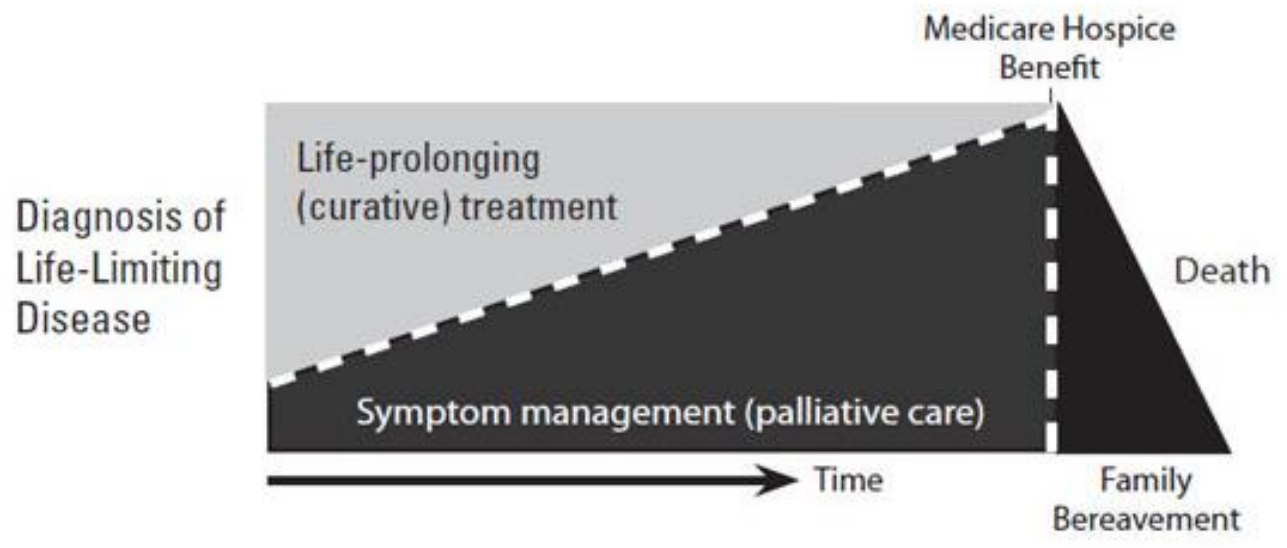 Medicare Hospice
Benefit
Life-prolonging
(curative) treatment
Diagnosis of
Life-Limiting
Disease
Death
Symptom management (palliative care)
Time
Family
Bereavement